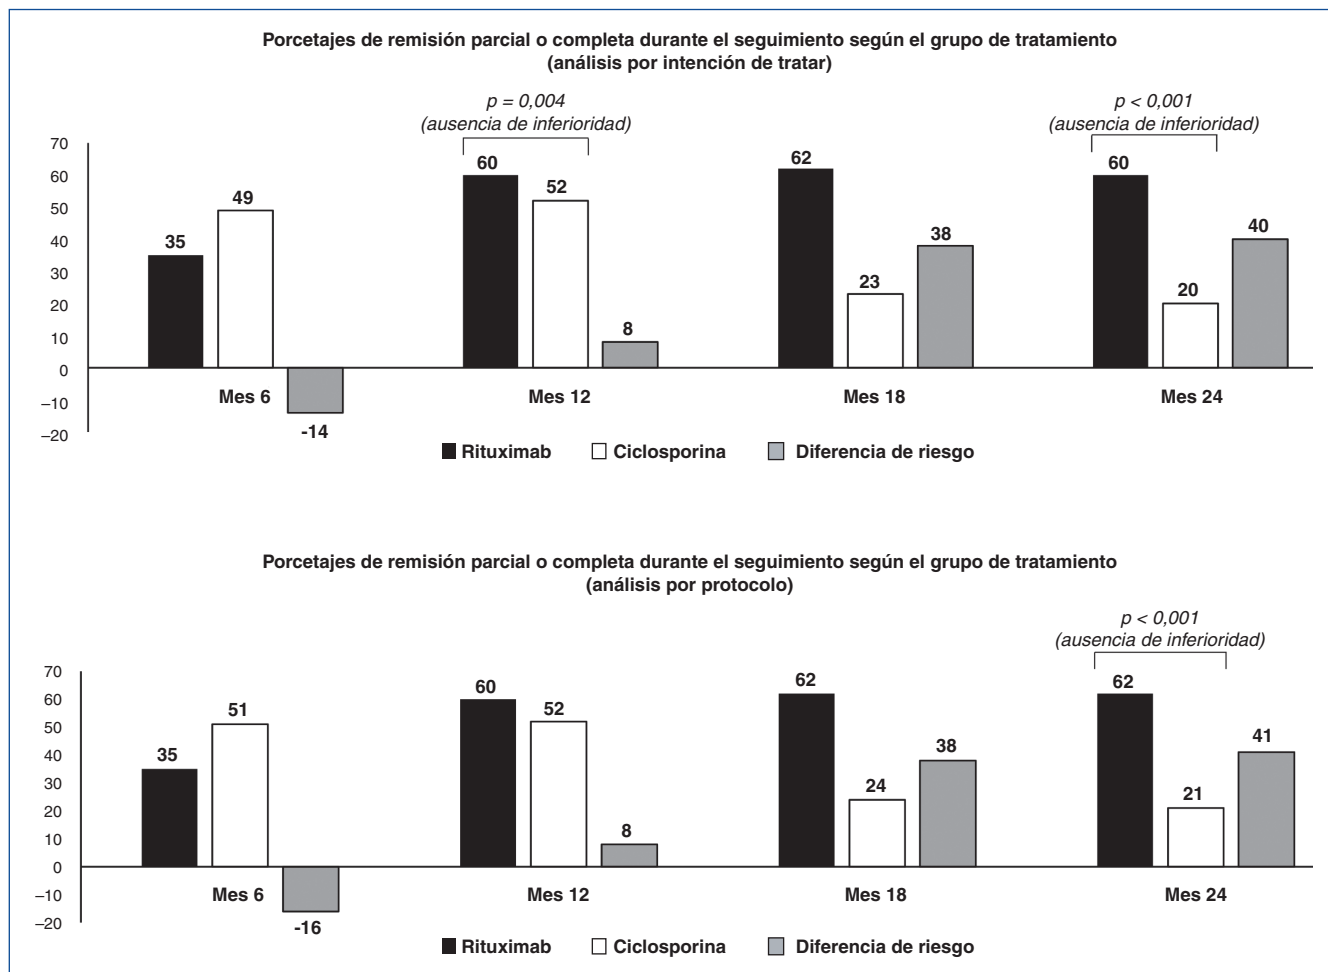 Porcetajes de remisión parcial o completa durante el seguimiento según el grupo de tratamiento
(análisis por intención de tratar)
p = 0,004
(ausencia de inferioridad)
p < 0,001
(ausencia de inferioridad)
70
60
50
40
30
20
10
0
–10
–20
35
49
-14
60
52
8
62
23
38
60
20
40
Mes 6
Mes 12
Mes 18
Mes 24
Rituximab
Ciclosporina
Diferencia de riesgo
Porcetajes de remisión parcial o completa durante el seguimiento según el grupo de tratamiento
(análisis por protocolo)
p < 0,001
(ausencia de inferioridad)
70
60
50
40
30
20
10
0
–10
–20
35
51
-16
60
52
8
62
24
38
62
21
41
Mes 6
Mes 12
Mes 18
Mes 24
Rituximab
Ciclosporina
Diferencia de riesgo